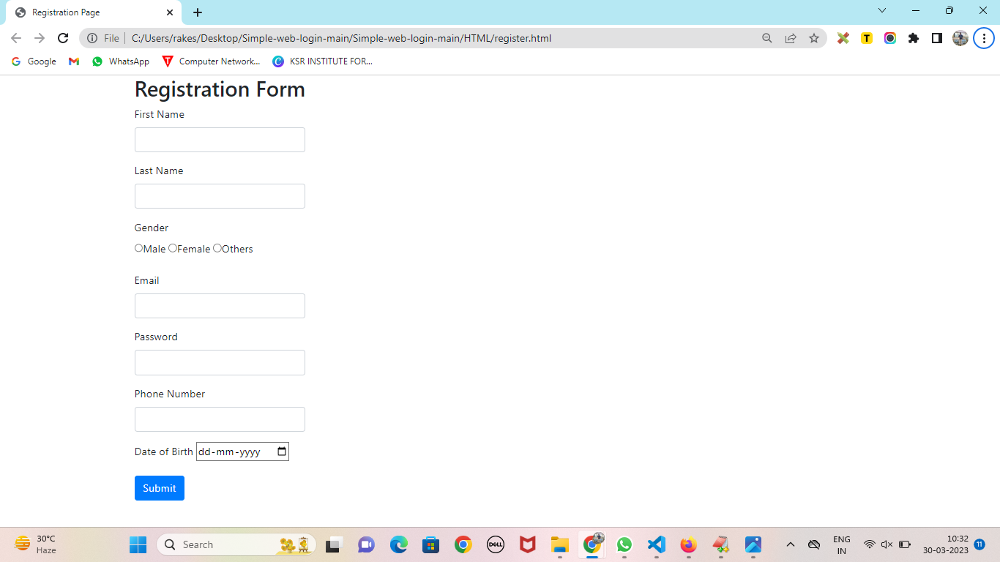 Registration Page
File C:/Users/rakes/Desktop/Simple-web-login-main/Simple-web-login-main/HTML/register.html
T
Google WhatsApp Computer Network... KSR INSTITUTE FOR...
Registration Form
First Name
Last Name
Gender
Male Female Others
Email
Password
Phone Number
Date of Birth dd-mm-yyyy
Submit
30°C
Haze
Search
DELL
ENG
IN
10:32
30-03-2023
11